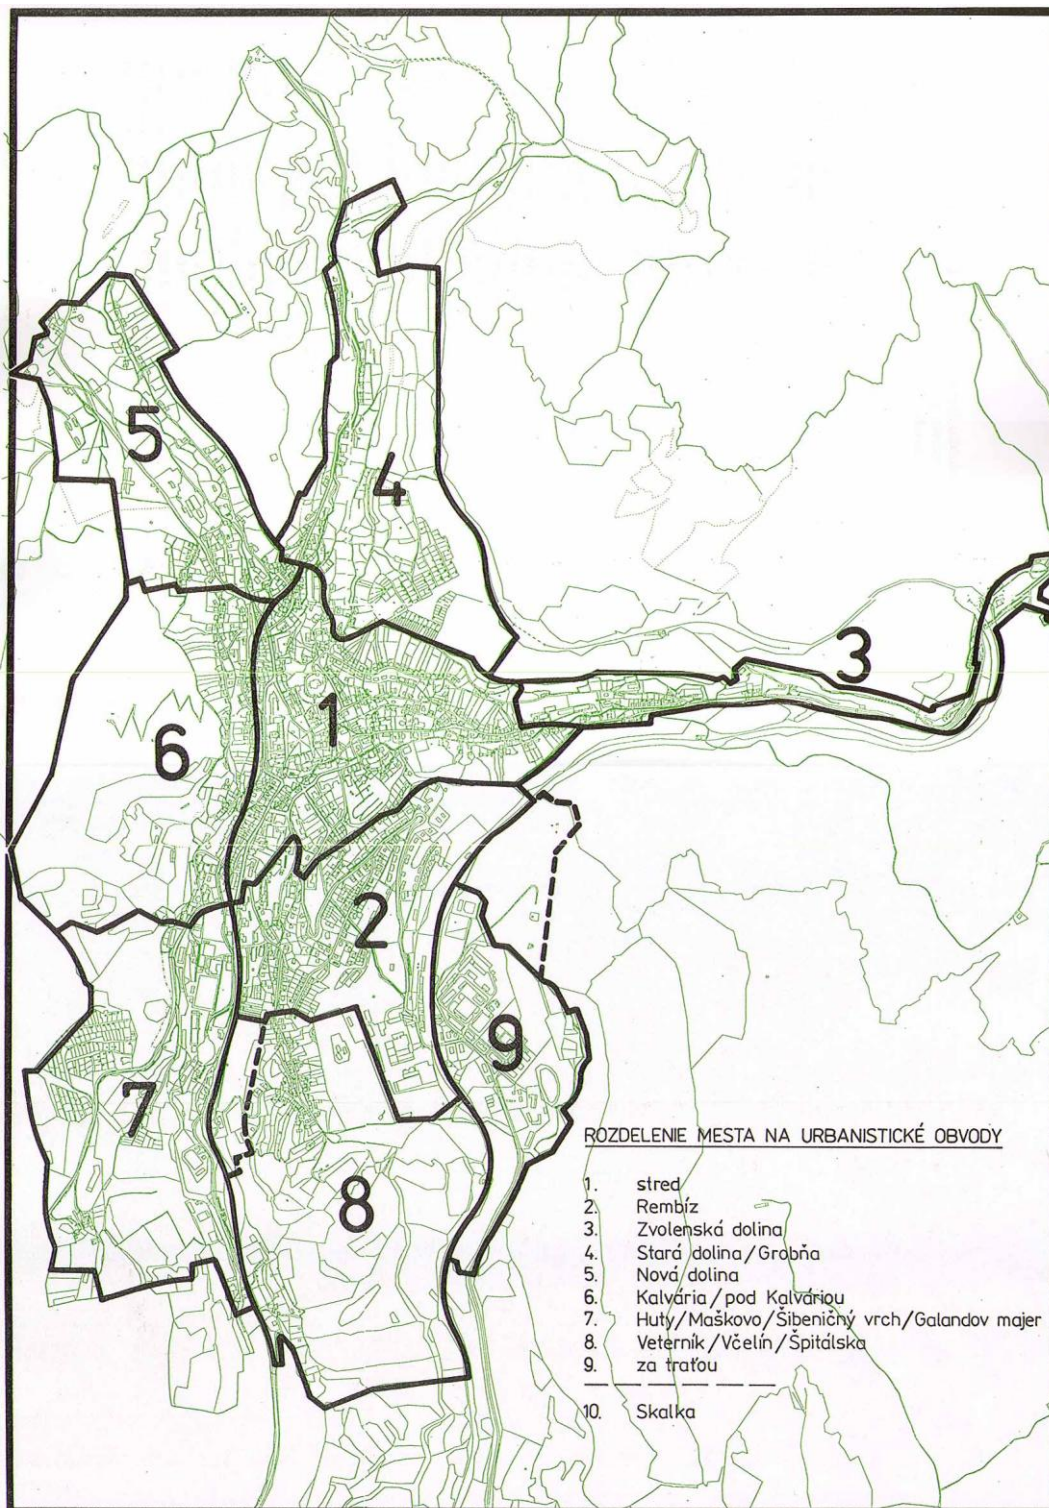 5
4
3
1
6
2
9
7
8
ROZDELENIE MESTA NA URBANISTICKÉ OBVODY
1. stred
2. Rembíz
3. Zvolenská dolina
4. Stará dolina/Grobňa
5. Nová dolina
6. Kalvária/pod Kalváriou
7. Huty/Maškovo/Šibeničný vrch/Galandov majer
8. Veterník/Včelín/Špitálska
9. za traťou
10. Skalka